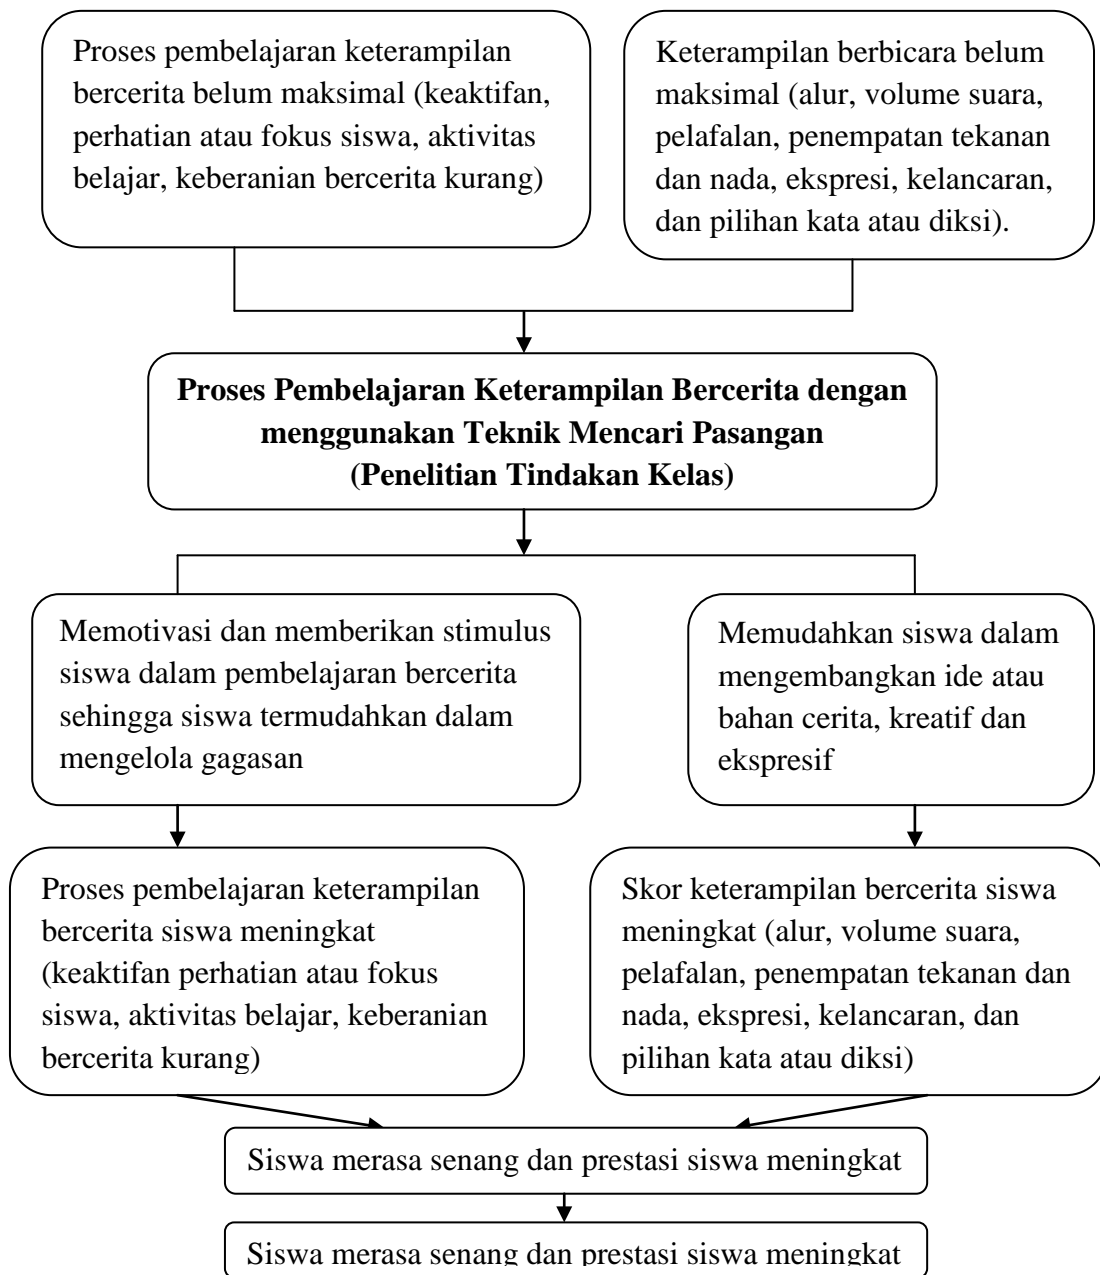 Proses pembelajaran keterampilan
bercerita belum maksimal (keaktifan,
perhatian atau fokus siswa, aktivitas
belajar, keberanian bercerita kurang)
Keterampilan berbicara belum
maksimal (alur, volume suara,
pelafalan, penempatan tekanan
dan nada, ekspresi, kelancaran,
dan pilihan kata atau diksi).
Proses Pembelajaran Keterampilan Bercerita dengan
menggunakan Teknik Mencari Pasangan
(Penelitian Tindakan Kelas)
Memotivasi dan memberikan stimulus
siswa dalam pembelajaran bercerita
sehingga siswa termudahkan dalam
mengelola gagasan
Memudahkan siswa dalam
mengembangkan ide atau
bahan cerita, kreatif dan
ekspresif
Proses pembelajaran keterampilan
bercerita siswa meningkat
(keaktifan perhatian atau fokus
siswa, aktivitas belajar, keberanian
bercerita kurang)
Skor keterampilan bercerita siswa
meningkat (alur, volume suara,
pelafalan, penempatan tekanan dan
nada, ekspresi, kelancaran, dan
pilihan kata atau diksi)
Siswa merasa senang dan prestasi siswa meningkat
Siswa merasa senang dan prestasi siswa meningkat